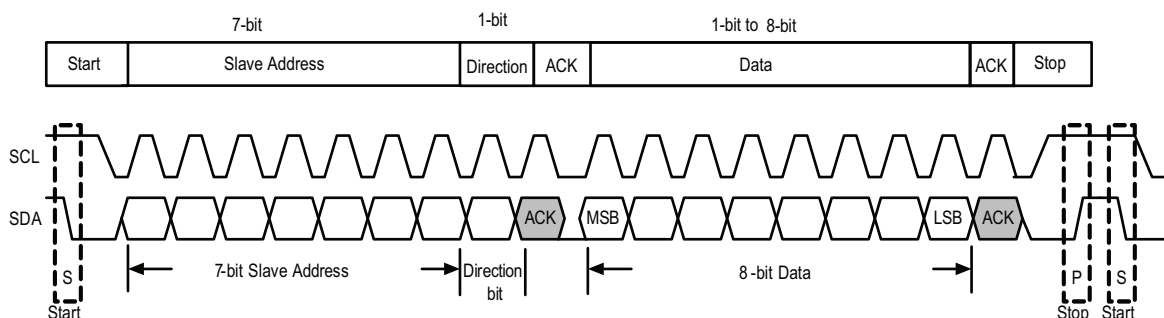 7-bit 1-bit 1-bit to 8-bit
Start Slave Address Direction ACK Data ACK Stop
SCL
SDA ACK MSB LSB ACK
S 7-bit Slave Address Direction bit 8-bit Data P S
Start Stop Start